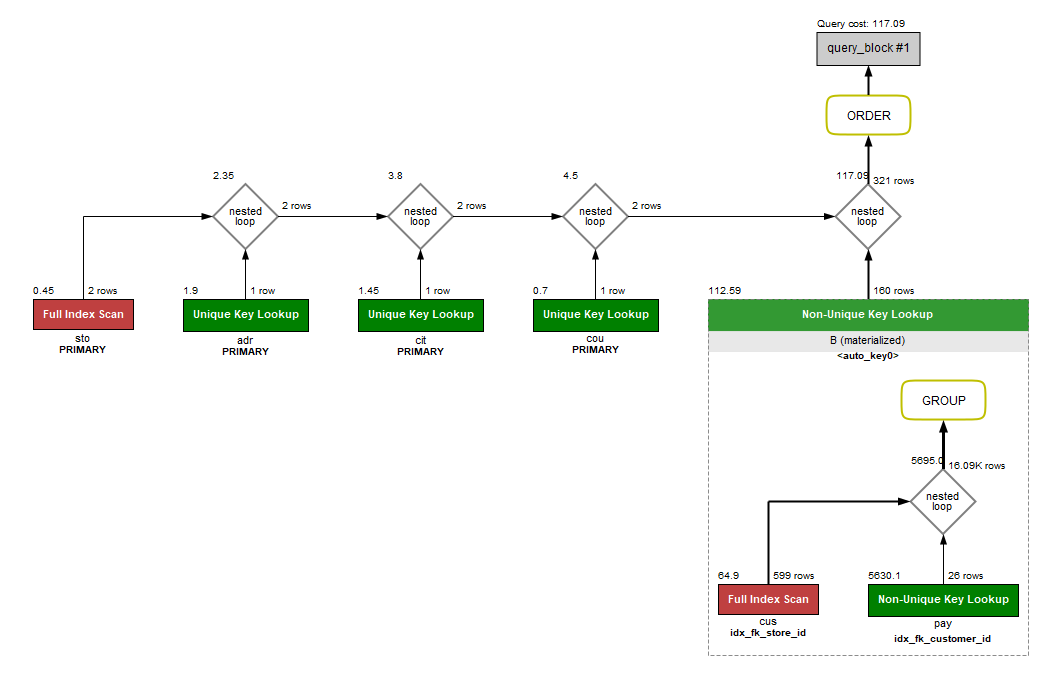 Query cost: 117.09
query_block #1
ORDER
117.09
321 rows
2.35
nested
loop
2 rows
3.8
nested
loop
2 rows
4.5
nested
loop
2 rows
nested
loop
0.45
2 rows
Full Index Scan
sto
PRIMARY
1.9
1 row
Unique Key Lookup
adr
PRIMARY
1.45
1 row
Unique Key Lookup
cit
PRIMARY
0.7
1 row
Unique Key Lookup
cou
PRIMARY
112.59
160 rows
Non-Unique Key Lookup
B (materialized)
<auto_key0>
GROUP
5695.0
16.09K rows
nested
loop
64.9
599 rows
Full Index Scan
cus
idx_fk_store_id
5630.1
26 rows
Non-Unique Key Lookup
pay
idx_fk_customer_id